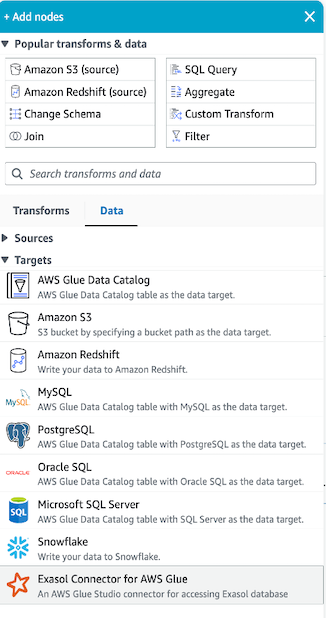 + Add nodes
Popular transforms & data
Amazon S3 (source)
SQL Query
Amazon Redshift (source)
Aggregate
Change Schema
Custom Transform
Join
Filter
Search transforms and data
Transforms
Data
Sources
Targets
AWS Glue Data Catalog
AWS Glue Data Catalog table as the data target.
Amazon S3
S3 bucket by specifying a bucket path as the data target.
Amazon Redshift
Write your data to Amazon Redshift.
MySQL
MySQL
AWS Glue Data Catalog table with MySQL as the data target.
PostgreSQL
AWS Glue Data Catalog table with PostgreSQL as the data target.
ORACLE
Oracle SQL
AWS Glue Data Catalog table with Oracle SQL as the data target.
SQL
Microsoft SQL Server
AWS Glue Data Catalog table with SQL Server as the data target.
Snowflake
Write your data to Snowflake.
Exasol Connector for AWS Glue
An AWS Glue Studio connector for accessing Exasol database